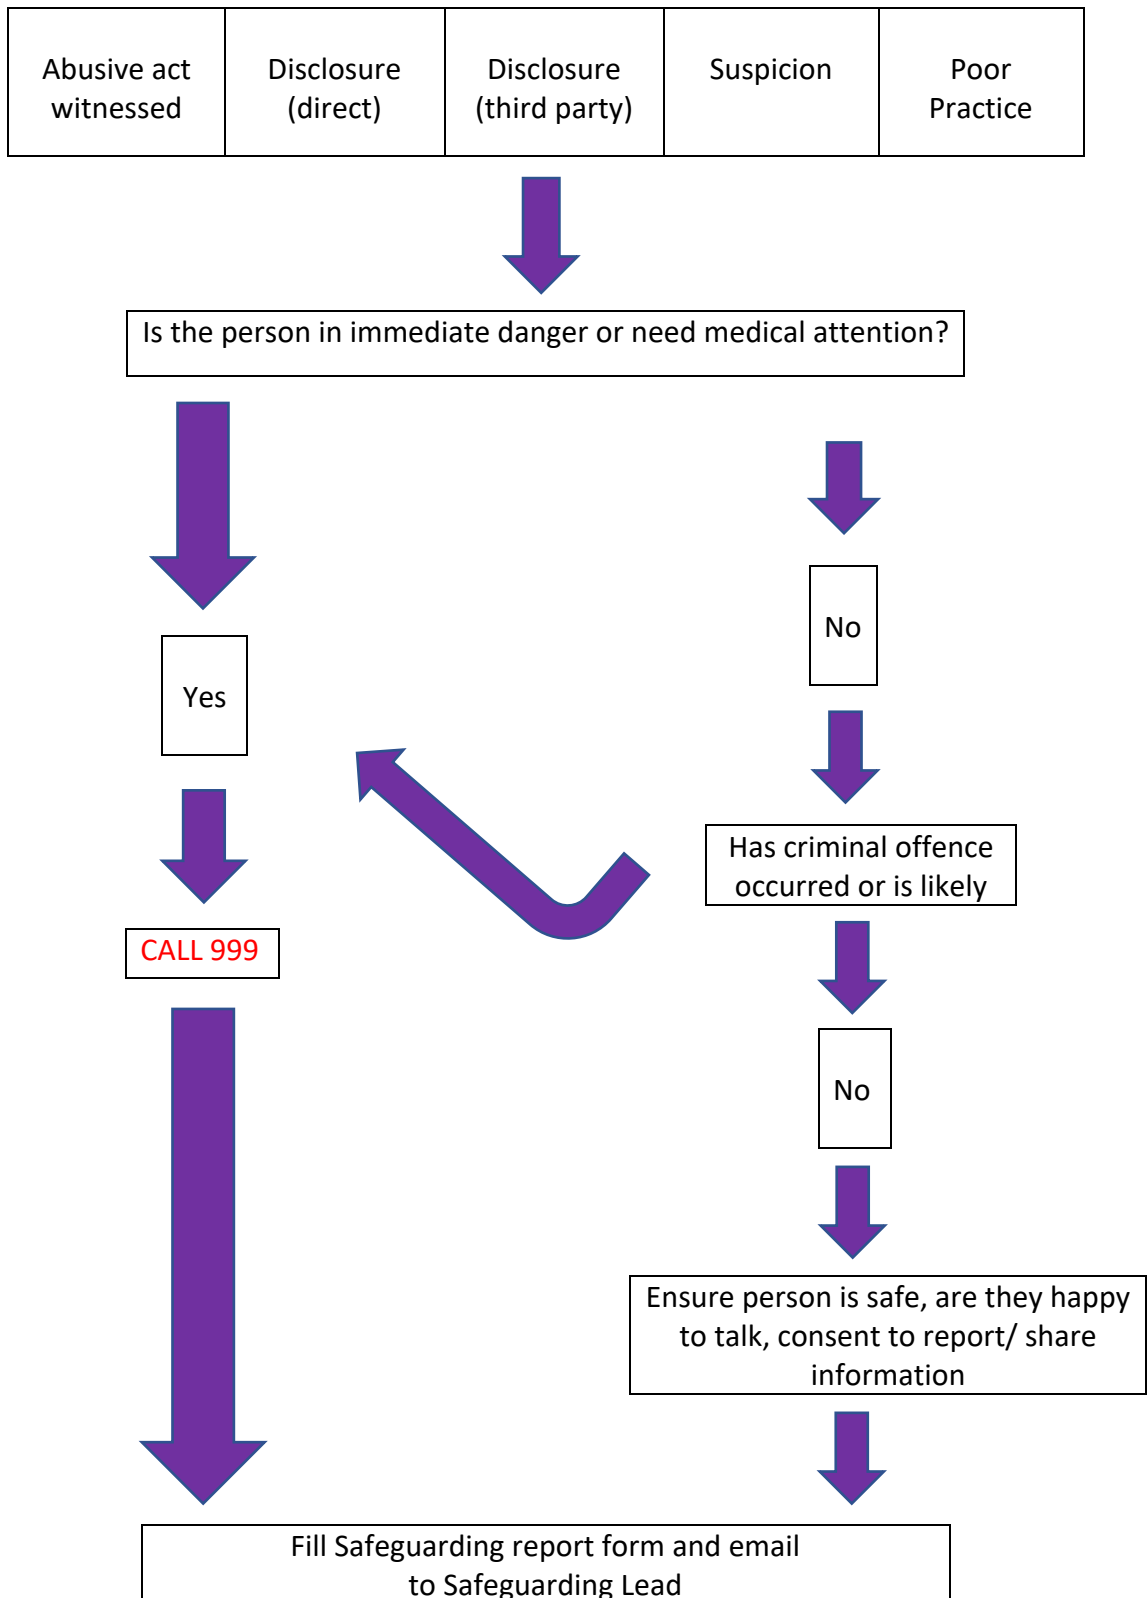 Abusive act
witnessed
Disclosure
(direct)
Disclosure
(third party)
Suspicion
Poor
Practice
Is the person in immediate danger or need medical attention?
No
Yes
Has criminal offence
occurred or is likely
CALL 999
No
Ensure person is safe, are they happy
to talk, consent to report/ share
information
Fill Safeguarding report form and email
to Safeguarding Lead